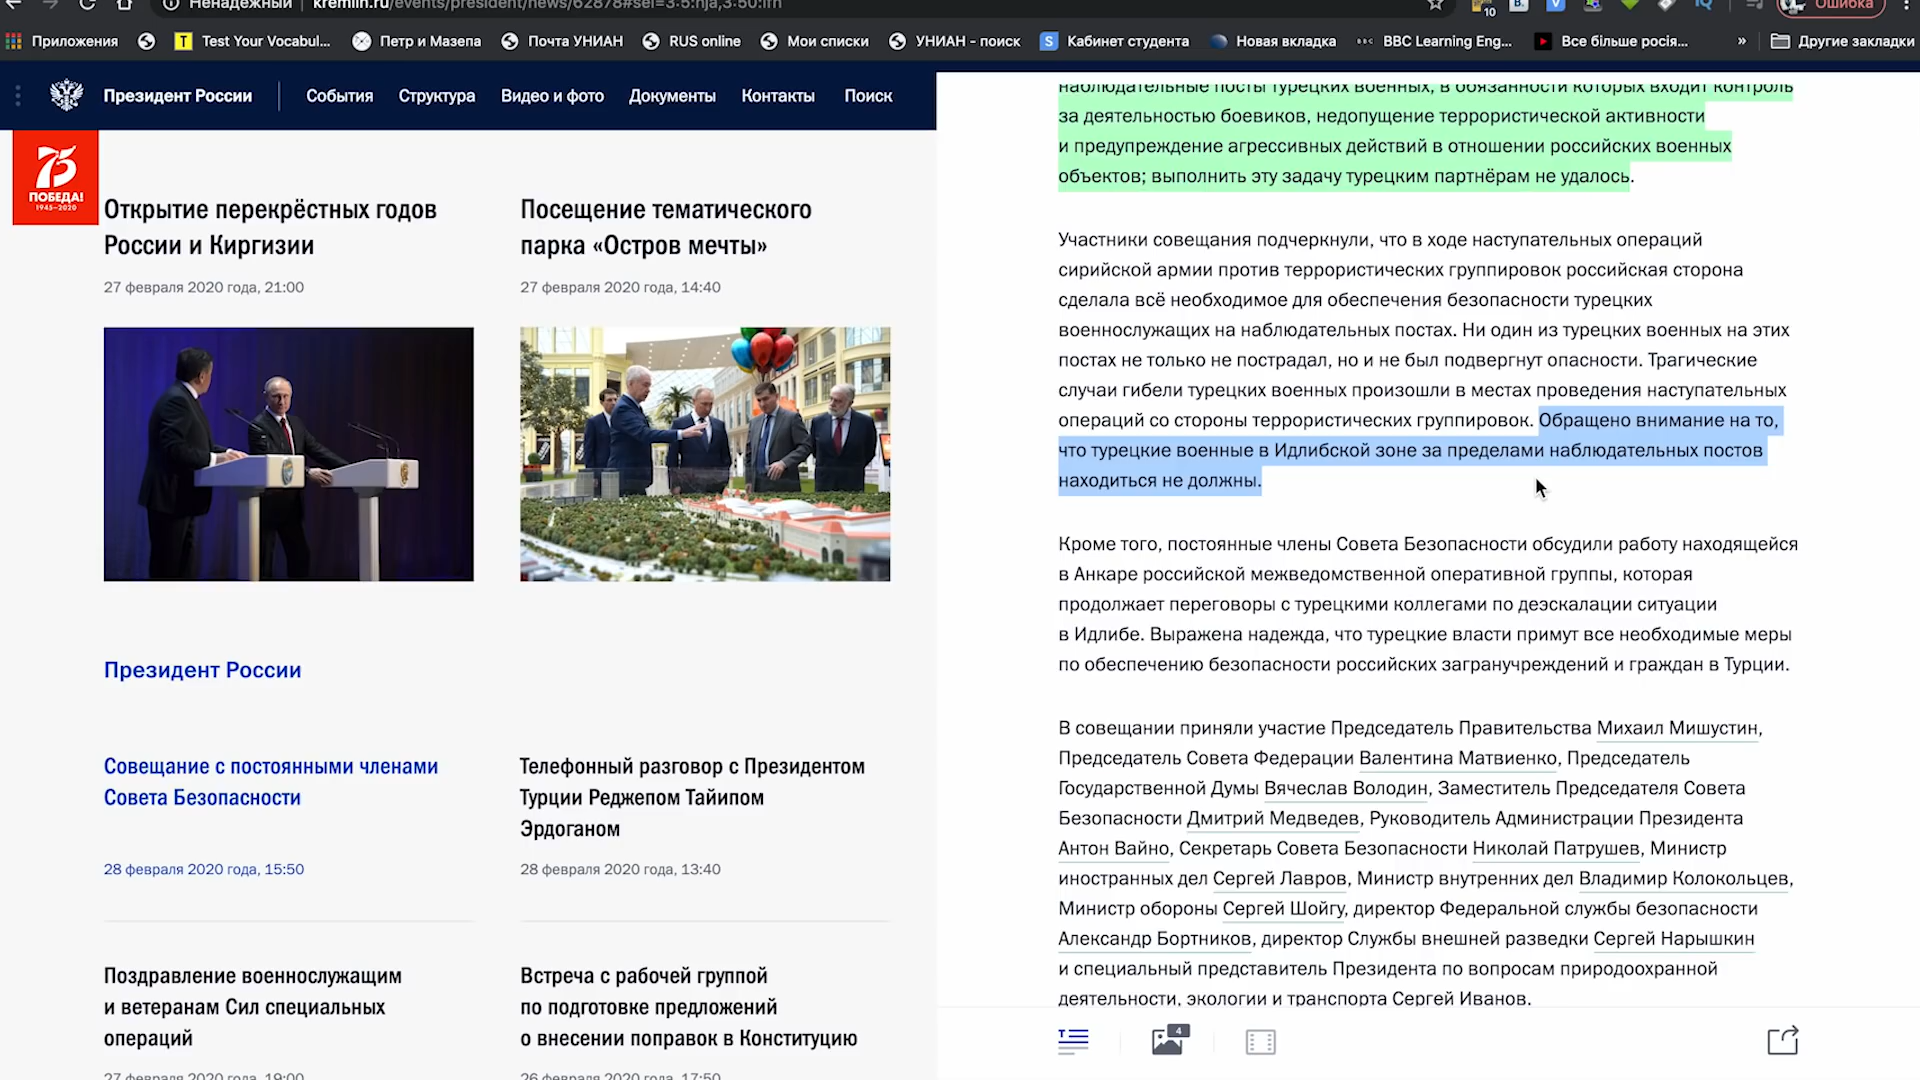 Ненадежный | kremlin.ru/events/president/news/62878#sel=3:5:nja,3:50:lfh
10
Ошибка
Приложения
Test Your Vocabul...
Петр и Мазепа
Почта УНИАН
RUS online
Мои списки
УНИАН - поиск
Кабинет студента
Новая вкладка
BBC Learning Eng...
Все більше росія...
»
Другие закладки
Президент России
События
Структура
Видео и фото
Документы
Контакты
Поиск
75
ПОБЕДА!
1945–2020
Открытие перекрёстных годов
России и Киргизии
27 февраля 2020 года, 21:00
Посещение тематического
парка «Остров мечты»
27 февраля 2020 года, 14:40
Президент России
Совещание с постоянными членами
Совета Безопасности
28 февраля 2020 года, 15:50
Телефонный разговор с Президентом
Турции Реджепом Тайипом
Эрдоганом
28 февраля 2020 года, 13:40
Поздравление военнослужащим
и ветеранам Сил специальных
операций
27 февраля 2020 года, 19:00
Встреча с рабочей группой
по подготовке предложений
о внесении поправок в Конституцию
26 февраля 2020 года, 17:50
наблюдательные посты турецких военных, в обязанности которых входит контроль
за деятельностью боевиков, недопущение террористической активности
и предупреждение агрессивных действий в отношении российских военных
объектов; выполнить эту задачу турецким партнёрам не удалось.
Участники совещания подчеркнули, что в ходе наступательных операций
сирийской армии против террористических группировок российская сторона
сделала всё необходимое для обеспечения безопасности турецких
военнослужащих на наблюдательных постах. Ни один из турецких военных на этих
постах не только не пострадал, но и не был подвергнут опасности. Трагические
случаи гибели турецких военных произошли в местах проведения наступательных
операций со стороны террористических группировок. Обращено внимание на то,
что турецкие военные в Идлибской зоне за пределами наблюдательных постов
находиться не должны.
Кроме того, постоянные члены Совета Безопасности обсудили работу находящейся
в Анкаре российской межведомственной оперативной группы, которая
продолжает переговоры с турецкими коллегами по деэскалации ситуации
в Идлибе. Выражена надежда, что турецкие власти примут все необходимые меры
по обеспечению безопасности российских загранучреждений и граждан в Турции.
В совещании приняли участие Председатель Правительства Михаил Мишустин,
Председатель Совета Федерации Валентина Матвиенко, Председатель
Государственной Думы Вячеслав Володин, Заместитель Председателя Совета
Безопасности Дмитрий Медведев, Руководитель Администрации Президента
Антон Вайно, Секретарь Совета Безопасности Николай Патрушев, Министр
иностранных дел Сергей Лавров, Министр внутренних дел Владимир Колокольцев,
Министр обороны Сергей Шойгу, директор Федеральной службы безопасности
Александр Бортников, директор Службы внешней разведки Сергей Нарышкин
и специальный представитель Президента по вопросам природоохранной
деятельности, экологии и транспорта Сергей Иванов.
4